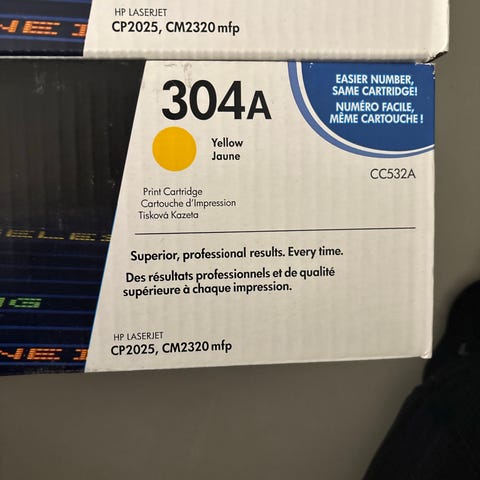 HP LASERJET
CP2025, CM2320 mfp
304A
EASIER NUMBER,
SAME CARTRIDGE!
NUMÉRO FACILE,
MÊME CARTOUCHE !
Yellow
Jaune
CC532A
Print Cartridge
Cartouche d'Impression
Tisková Kazeta
Superior, professional results. Every time.
Des résultats professionnels et de qualité
supérieure à chaque impression.
HP LASERJET
CP2025, CM2320 mfp